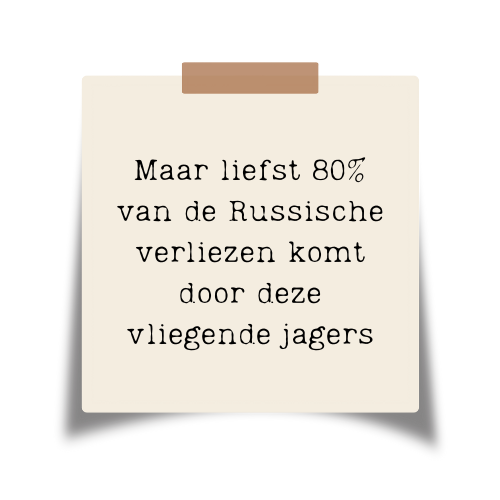 Maar liefst 80%
van de Russische
verliezen komt
door deze
vliegende jagers